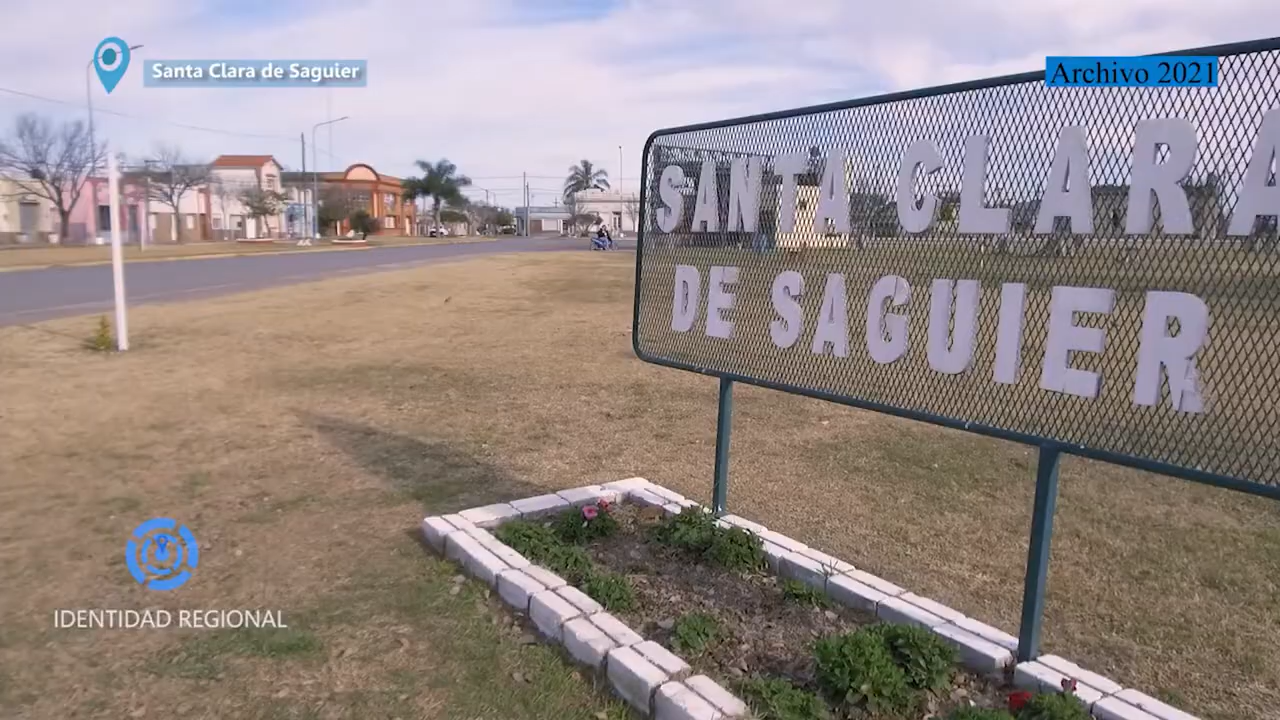 Santa Clara de Saguier
Archivo 2021
SANTA CLARA
DE SAGUIER
IDENTIDAD REGIONAL